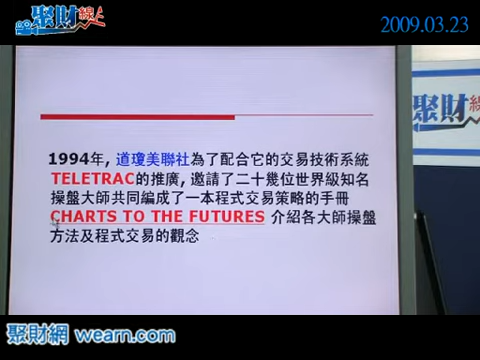 聚財線上
2009.03.23
聚財線
1994年, 道瓊美聯社為了配合它的交易技術系統
TELETRAC的推廣, 邀請了二十幾位世界級知名
操盤大師共同編成了一本程式交易策略的手冊
CHARTS TO THE FUTURES 介紹各大師操盤
方法及程式交易的觀念
聚財網 wearn.com